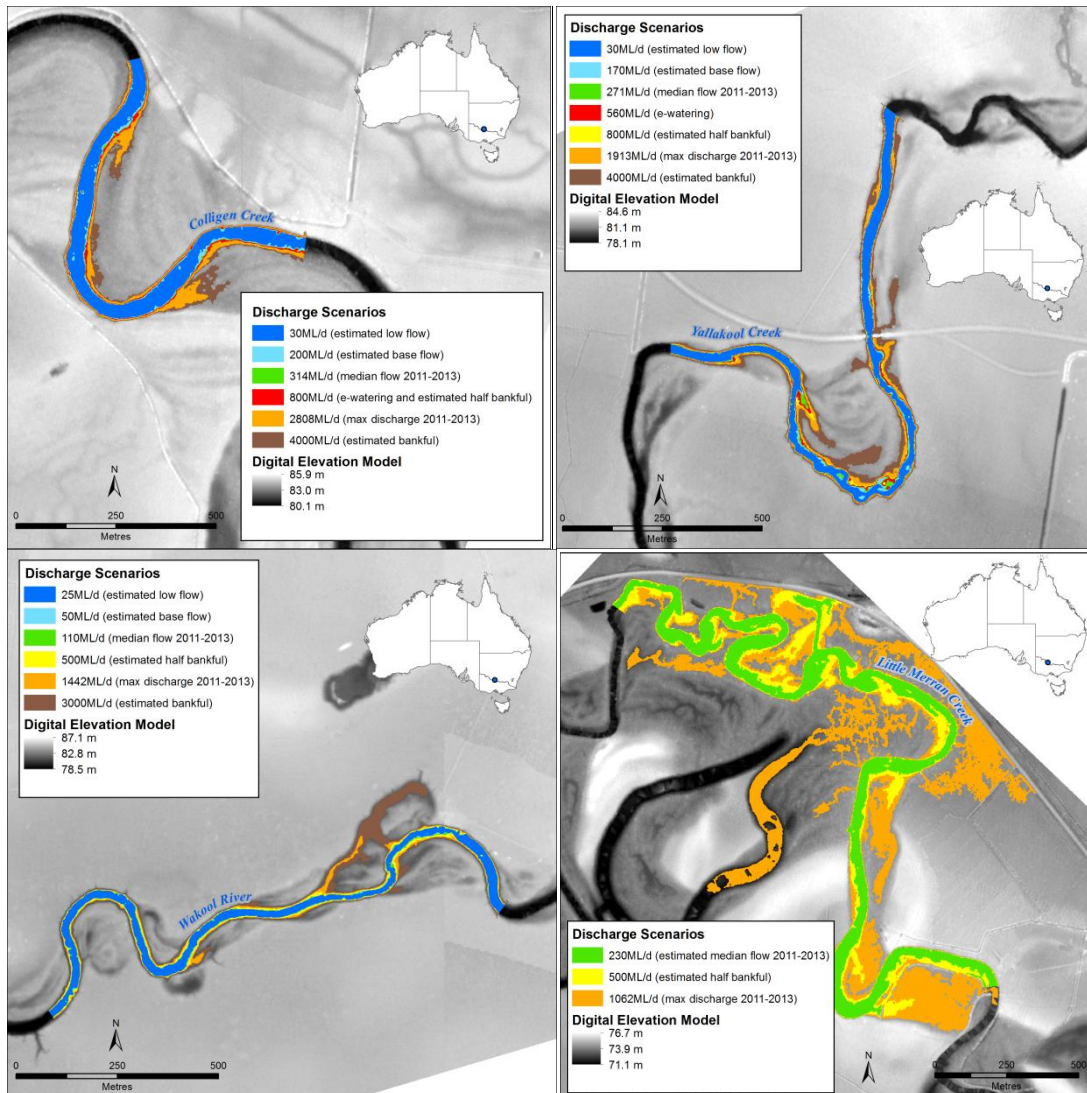 Colligen Creek
Discharge Scenarios
30ML/d (estimated low flow)
200ML/d (estimated base flow)
314ML/d (median flow 2011-2013)
800ML/d (e-watering and estimated half bankful)
2808ML/d (max discharge 2011-2013)
4000ML/d (estimated bankful)
Digital Elevation Model
85.9 m
83.0 m
80.1 m
N
0 250 500
Metres
Discharge Scenarios
30ML/d (estimated low flow)
170ML/d (estimated base flow)
271ML/d (median flow 2011-2013)
560ML/d (e-watering)
800ML/d (estimated half bankful)
1913ML/d (max discharge 2011-2013)
4000ML/d (estimated bankful)
Digital Elevation Model
84.6 m
81.1 m
78.1 m
Yallakool Creek
N
0 250 500
Metres
Discharge Scenarios
25ML/d (estimated low flow)
50ML/d (estimated base flow)
110ML/d (median flow 2011-2013)
500ML/d (estimated half bankful)
1442ML/d (max discharge 2011-2013)
3000ML/d (estimated bankful)
Digital Elevation Model
87.1 m
82.8 m
78.5 m
Wakool River
N
0 250 500
Metres
Little Merran Creek
Discharge Scenarios
230ML/d (estimated median flow 2011-2013)
500ML/d (estimated half bankful)
1062ML/d (max discharge 2011-2013)
Digital Elevation Model
76.7 m
73.9 m
71.1 m
N
0 250 500
Metres